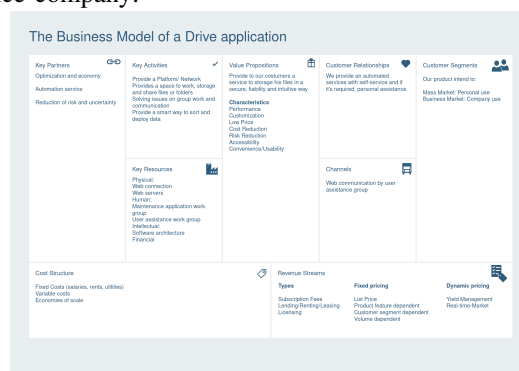 ce company.
The Business Model of a Drive application
Key Partners
Optimization and economy
Automation service
Reduction of risk and uncertainty
Key Activities
Provide a Platform/ Network
Provides a space to work, storage
and share files or folders
Solving issues on group work and
communication
Provide a smart way to sort and
deploy data
Key Resources
Physical:
Web connection
Web servers
Human:
Maintenance application work
group
User assistance work group
Intellectual:
Software architecture
Financial
Value Propositions
Provide to our costumers a
service to storage his files in a
secure, fiability and intuitive way
Characteristics
Performance
Customization
Low Price
Cost Reduction
Risk Reduction
Accessibility
Convenience/Usability
Customer Relationships
We provide an automated
services with self-service and if
it's required, personal assistance
Channels
Web communication by user
assistance group
Customer Segments
Our product intend to:
Mass Market: Personal use
Business Market: Company use
Cost Structure
Fixed Costs (salaries, rents, utilities)
Variable costs
Economies of scale
Revenue Streams
Types
Subscription Fees
Lending/Renting/Leasing
Licensing
Fixed pricing
List Price
Product feature dependent
Customer segment dependent
Volume dependent
Dynamic pricing
Yield Management
Real-time-Market